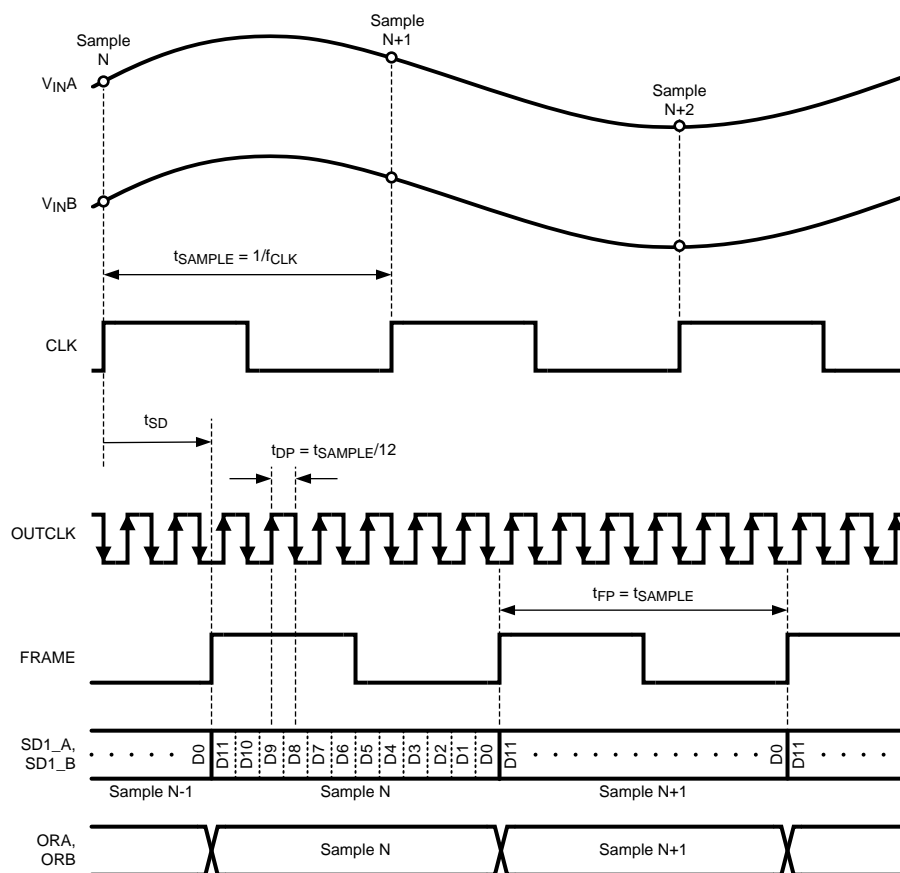 Sample
N
Sample
N+1
Sample
N+2
VINA
VINB
tSAMPLE = 1/fCLK
CLK
tSD
tDP = tSAMPLE/12
OUTCLK
tFP = tSAMPLE
FRAME
SD1_A,
SD1_B
D0 D11 D10 D9 D8 D7 D6 D5 D4 D3 D2 D1 D0 D11 D0 D11
Sample N-1 Sample N Sample N+1
ORA,
ORB
Sample N Sample N+1